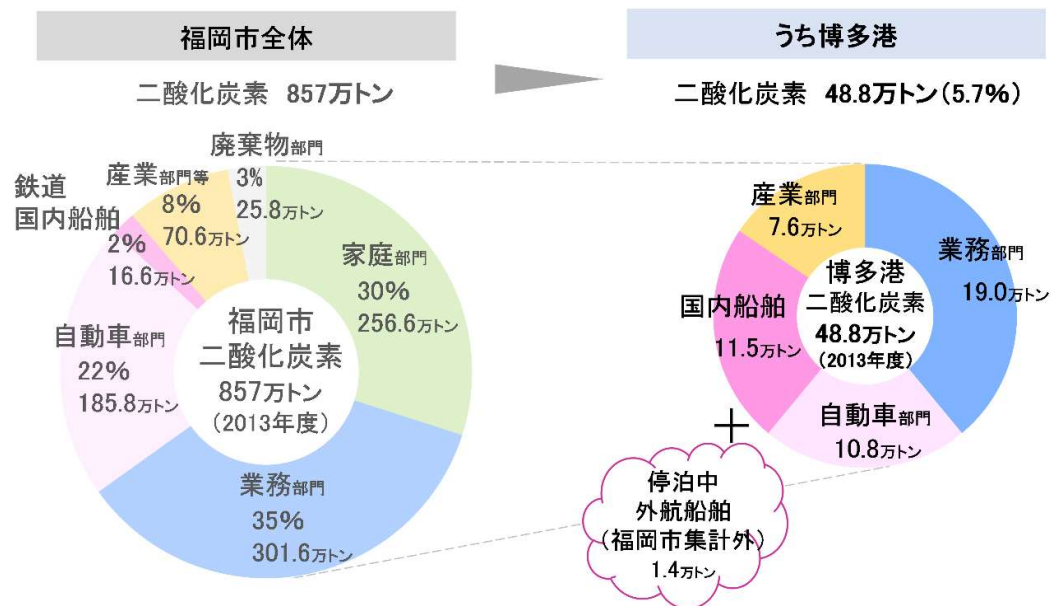 福岡市全体
二酸化炭素 857万トン
うち博多港
二酸化炭素 48.8万トン(5.7%)
廃棄物部門
3%
25.8万トン
産業部門等
8%
70.6万トン
鉄道
国内船舶
2%
16.6万トン
家庭部門
30%
256.6万トン
自動車部門
22%
185.8万トン
福岡市
二酸化炭素
857万トン
(2013年度)
業務部門
35%
301.6万トン
産業部門
7.6万トン
業務部門
19.0万トン
国内船舶
11.5万トン
博多港
二酸化炭素
48.8万トン
(2013年度)
自動車部門
10.8万トン
+
停泊中
外航船舶
(福岡市集計外)
1.4万トン